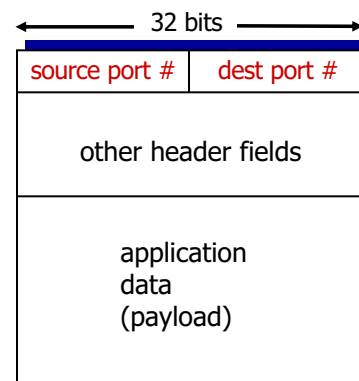 32 bits
source port # dest port #
other header fields
application
data
(payload)